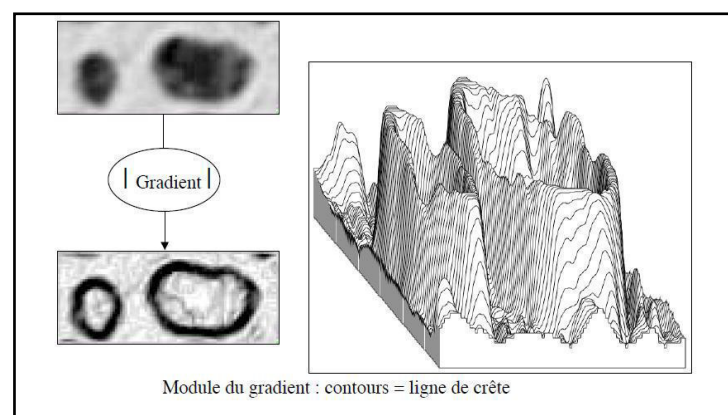 | Gradient |
Module du gradient : contours = ligne de crête